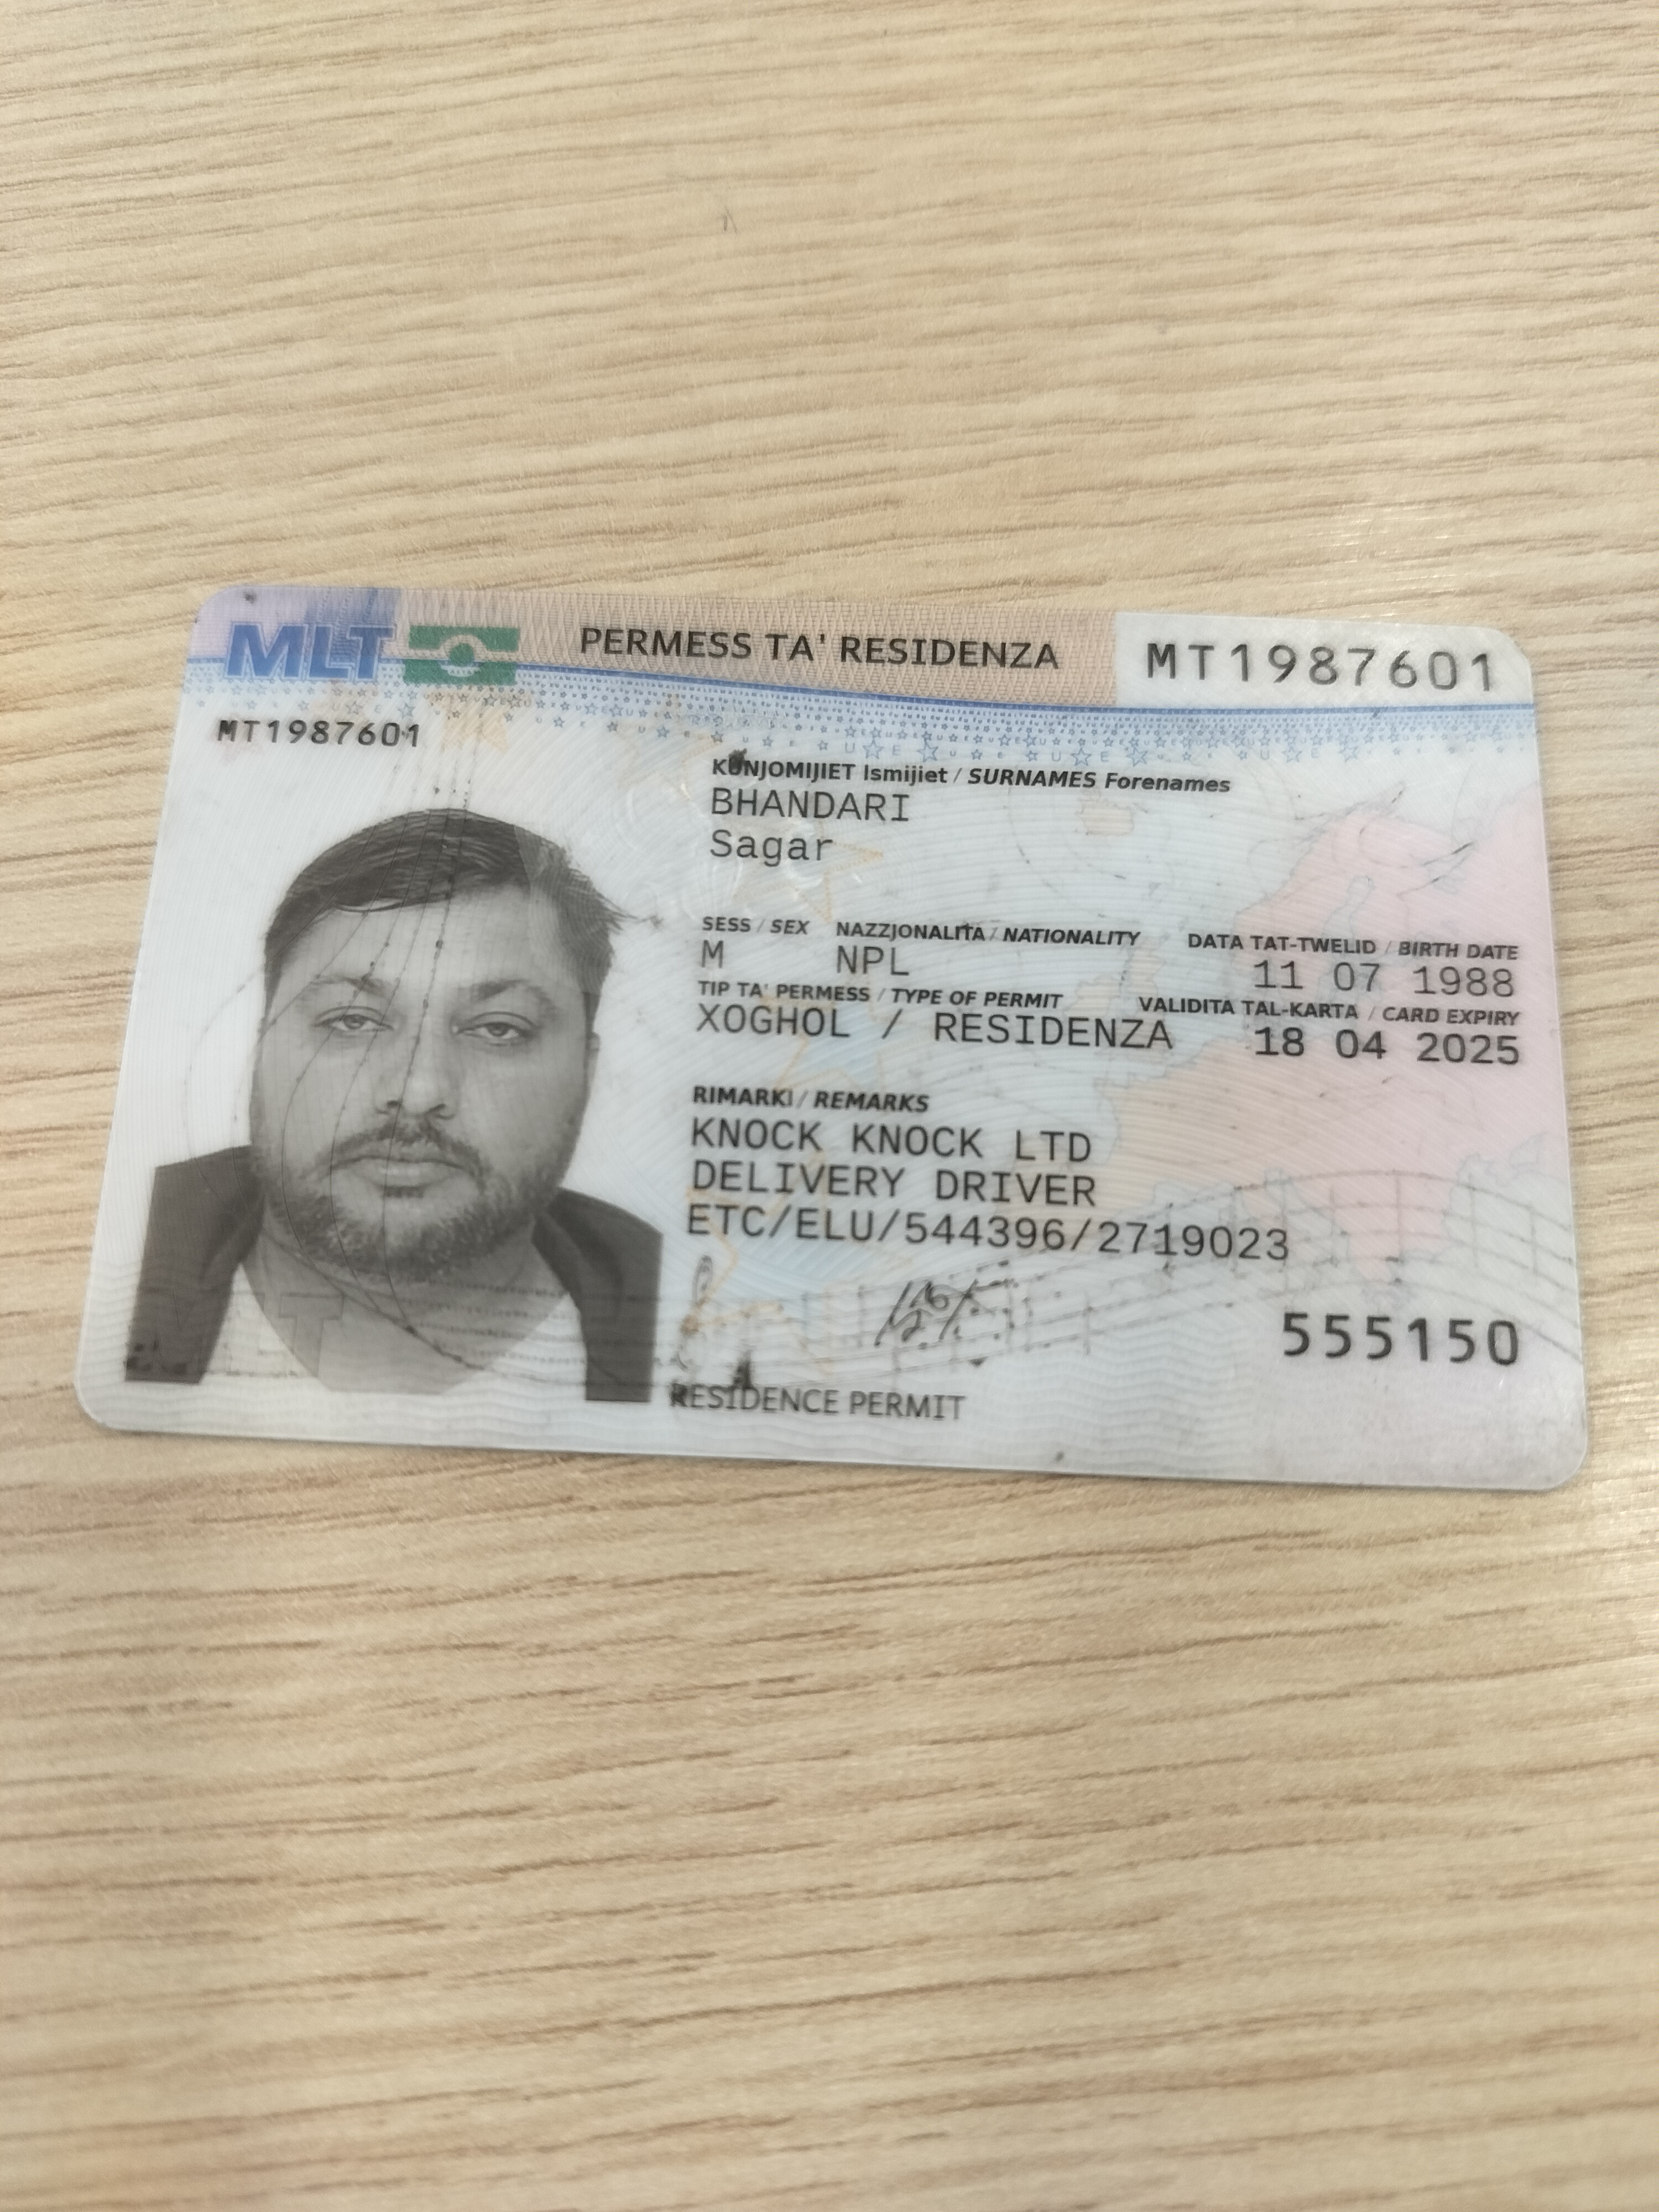 MLT PERMESS TA' RESIDENZA MT1987601
MT1987601
KUNJOMIJIET Ismijiet / SURNAMES Forenames
BHANDARI
Sagar
SESS / SEX NAZZJONALITA / NATIONALITY DATA TAT-TWELID / BIRTH DATE
M NPL 11 07 1988
TIP TA' PERMESS / TYPE OF PERMIT VALIDITA TAL-KARTA / CARD EXPIRY
XOGHOL / RESIDENZA 18 04 2025
RIMARKI / REMARKS
KNOCK KNOCK LTD
DELIVERY DRIVER
ETC/ELU/544396/2719023
555150
RESIDENCE PERMIT